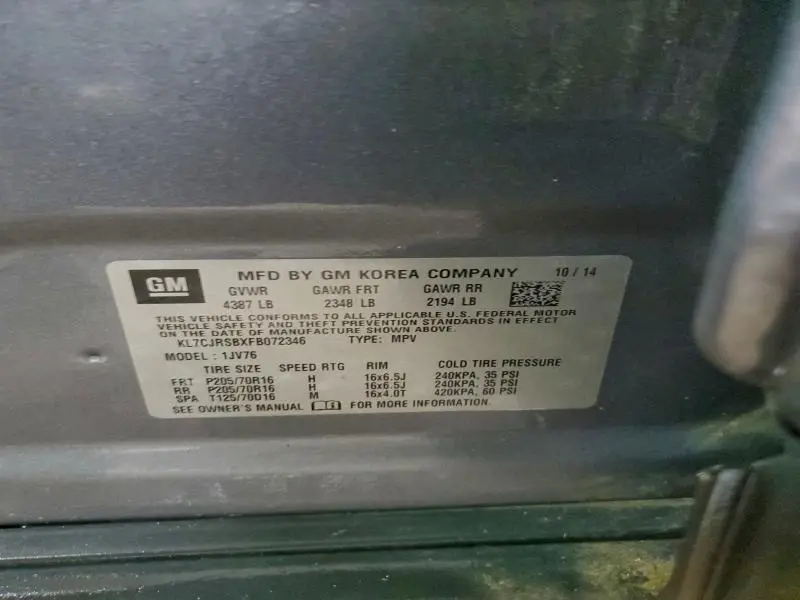 GM
MFD BY GM KOREA COMPANY 10 / 14
GVWR GAWR FRT GAWR RR
4387 LB 2348 LB 2194 LB
THIS VEHICLE CONFORMS TO ALL APPLICABLE U.S. FEDERAL MOTOR
VEHICLE SAFETY AND THEFT PREVENTION STANDARDS IN EFFECT
ON THE DATE OF MANUFACTURE SHOWN ABOVE.
KL7CJRSBXFB072346 TYPE: MPV
MODEL : 1JV76
TIRE SIZE SPEED RTG RIM COLD TIRE PRESSURE
FRT P205/70R16 H 16x6.5J 240KPA, 35 PSI
RR P205/70R16 H 16x6.5J 240KPA, 35 PSI
SPA T125/70D16 M 16x4.0T 420KPA, 60 PSI
SEE OWNER'S MANUAL FOR MORE INFORMATION.